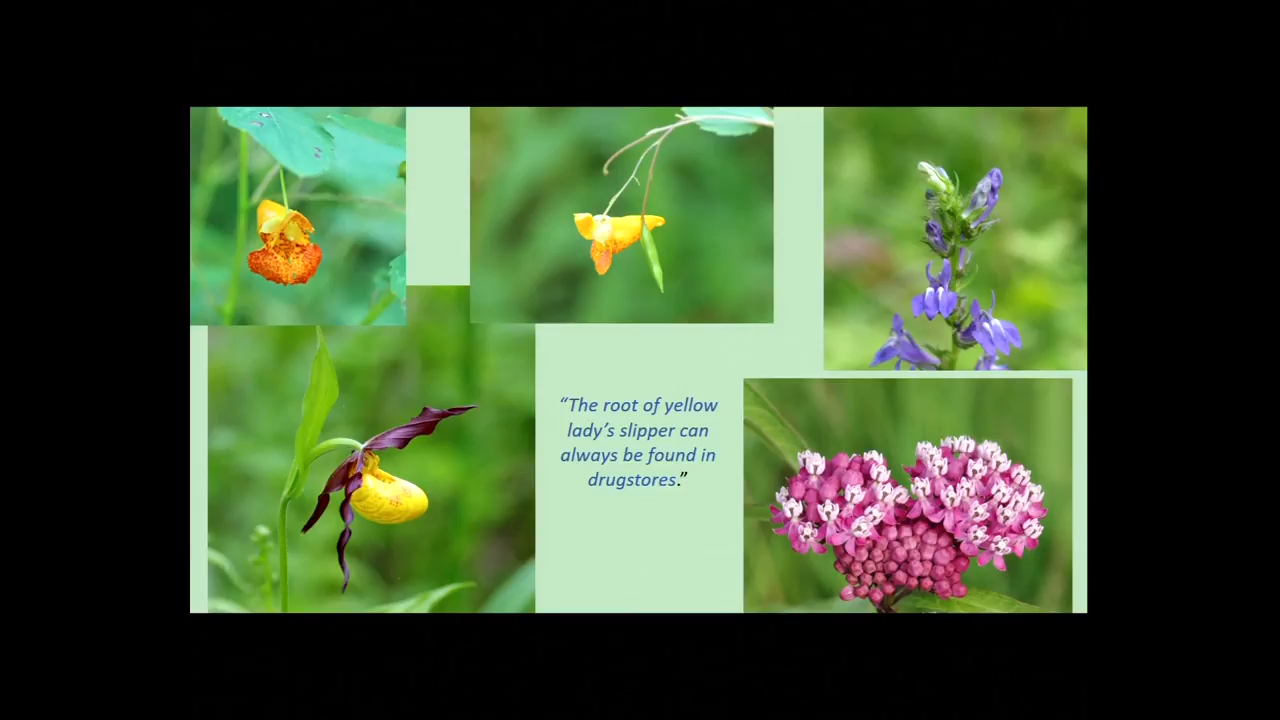 “The root of yellow
lady’s slipper can
always be found in
drugstores.”